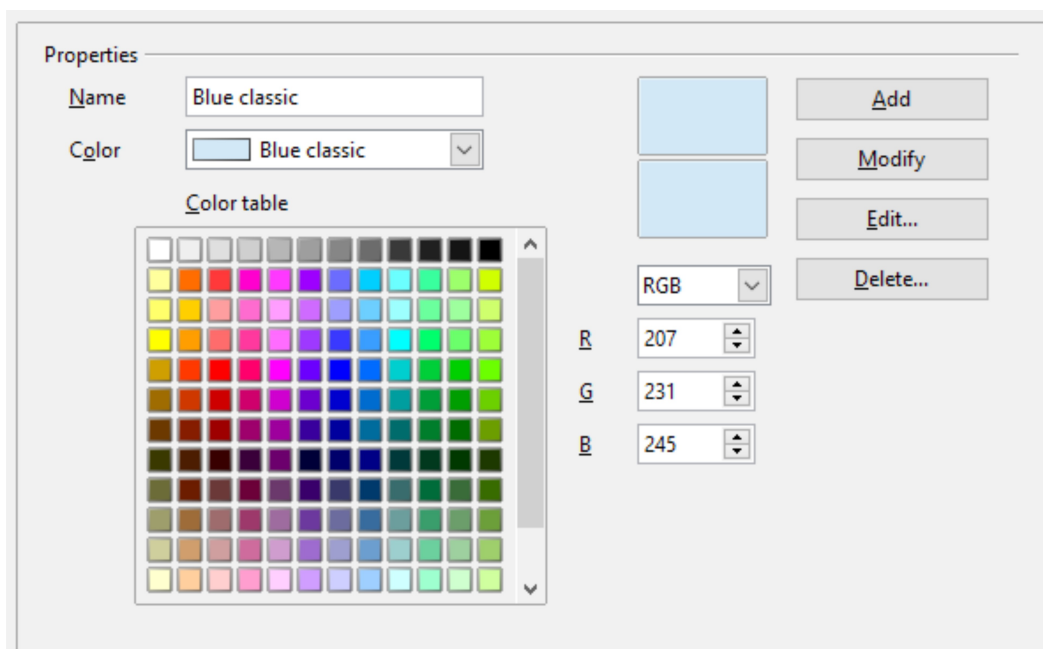 Properties
Name Blue classic Add
Color Blue classic Modify
Color table
Edit...
RGB Delete...
R 207
G 231
B 245